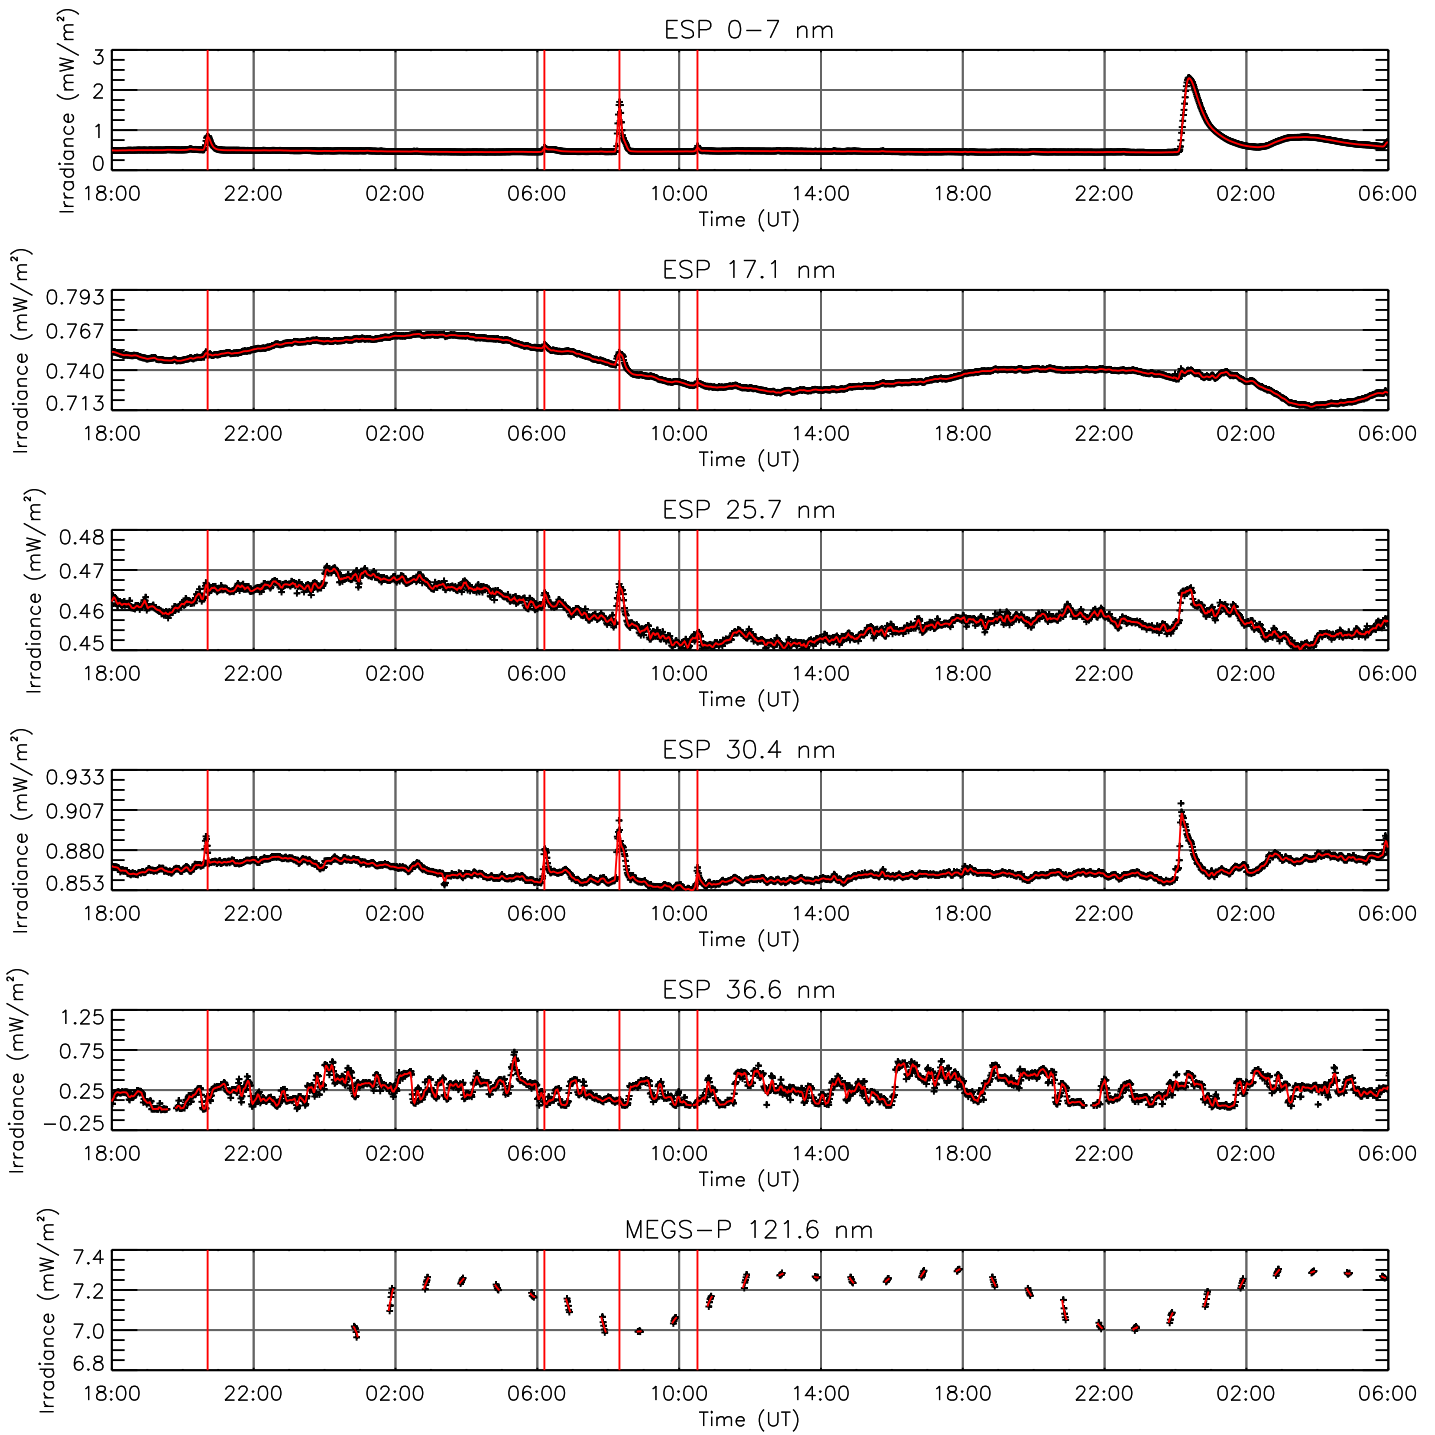 ESP 0-7 nm
Irradiance (mW/m²)
3
2
1
0
18:00 22:00 02:00 06:00 10:00 14:00 18:00 22:00 02:00 06:00
Time (UT)
ESP 17.1 nm
Irradiance (mW/m²)
0.793
0.767
0.740
0.713
18:00 22:00 02:00 06:00 10:00 14:00 18:00 22:00 02:00 06:00
Time (UT)
ESP 25.7 nm
Irradiance (mW/m²)
0.48
0.47
0.46
0.45
18:00 22:00 02:00 06:00 10:00 14:00 18:00 22:00 02:00 06:00
Time (UT)
ESP 30.4 nm
Irradiance (mW/m²)
0.933
0.907
0.880
0.853
18:00 22:00 02:00 06:00 10:00 14:00 18:00 22:00 02:00 06:00
Time (UT)
ESP 36.6 nm
Irradiance (mW/m²)
1.25
0.75
0.25
-0.25
18:00 22:00 02:00 06:00 10:00 14:00 18:00 22:00 02:00 06:00
Time (UT)
MEGS-P 121.6 nm
Irradiance (mW/m²)
7.4
7.2
7.0
6.8
18:00 22:00 02:00 06:00 10:00 14:00 18:00 22:00 02:00 06:00
Time (UT)